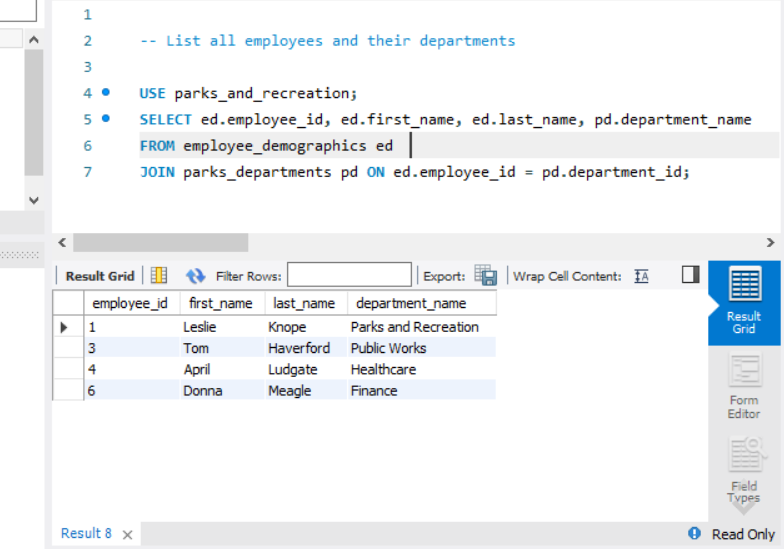 1
2 -- List all employees and their departments
3
4 USE parks_and_recreation;
5 SELECT ed.employee_id, ed.first_name, ed.last_name, pd.department_name
6 FROM employee_demographics ed
7 JOIN parks_departments pd ON ed.employee_id = pd.department_id;
Result Grid Filter Rows: Export: Wrap Cell Content: IA
employee_id first_name last_name department_name
1 Leslie Knope Parks and Recreation
3 Tom Haverford Public Works
4 April Ludgate Healthcare
6 Donna Meagle Finance
Result
Grid
Form
Editor
Field
Types
Result 8 Read Only